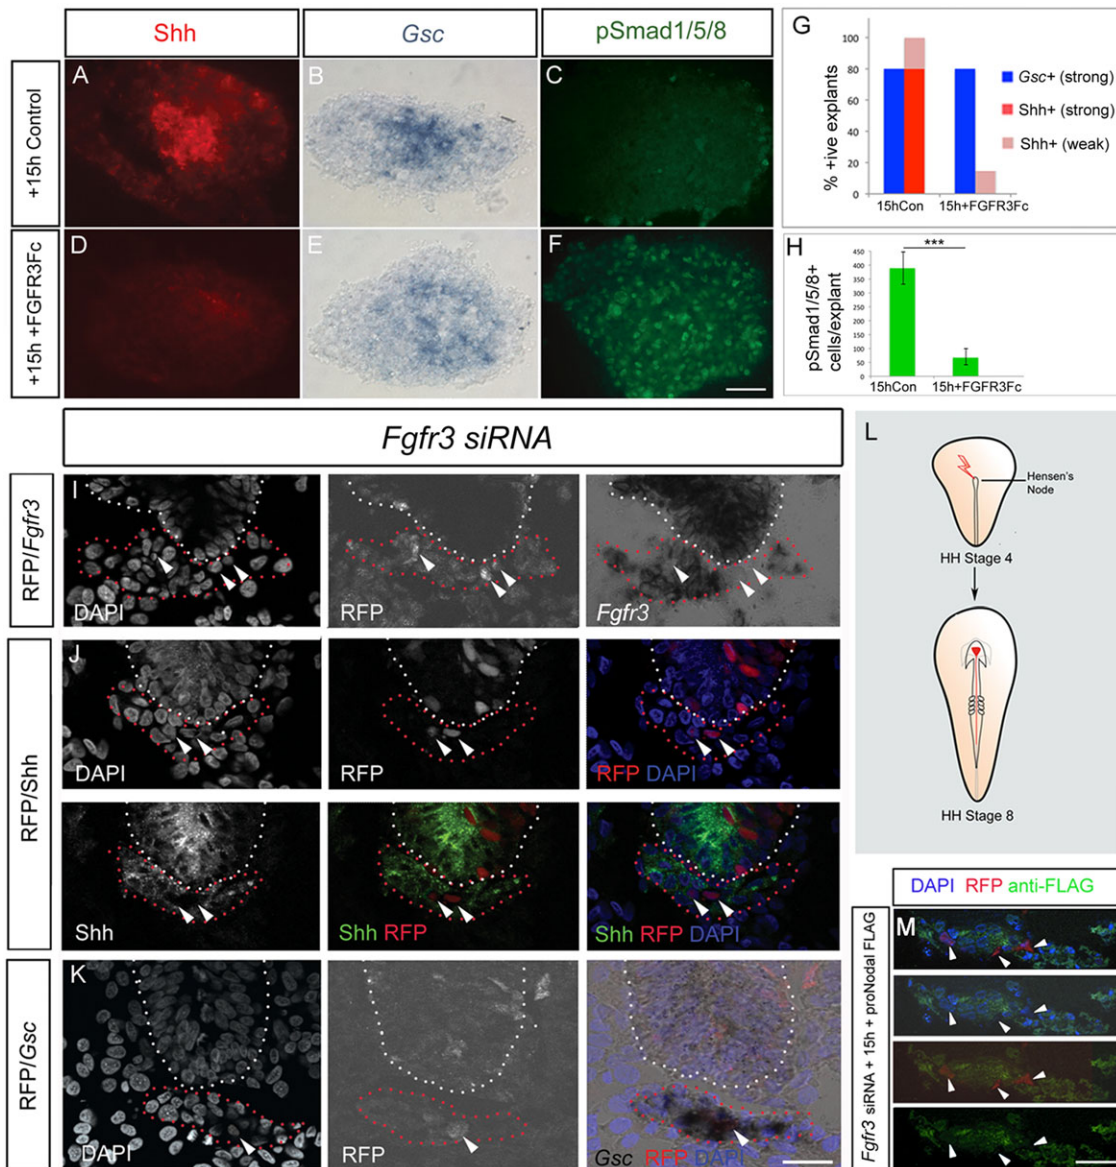 Shh
Gsc
pSmad1/5/8
+15h Control
A
B
C
+15h +FGFR3Fc
D
E
F
G
% +ive explants
100
80
60
40
20
0
15hCon
15h+FGFR3Fc
Gsc+ (strong)
Shh+ (strong)
Shh+ (weak)
H
pSmad1/5/8+
cells/explant
450
400
350
300
250
200
150
100
50
0
***
15hCon
15h+FGFR3Fc
Fgfr3 siRNA
RFP/Fgfr3
I
DAPI
RFP
Fgfr3
RFP/Shh
J
DAPI
RFP
RFP DAPI
Shh
Shh RFP
Shh RFP DAPI
RFP/Gsc
K
DAPI
RFP
Gsc RFP DAPI
L
Hensen's
Node
HH Stage 4
HH Stage 8
DAPI RFP anti-FLAG
Fgfr3 siRNA + 15h + proNodal FLAG
M